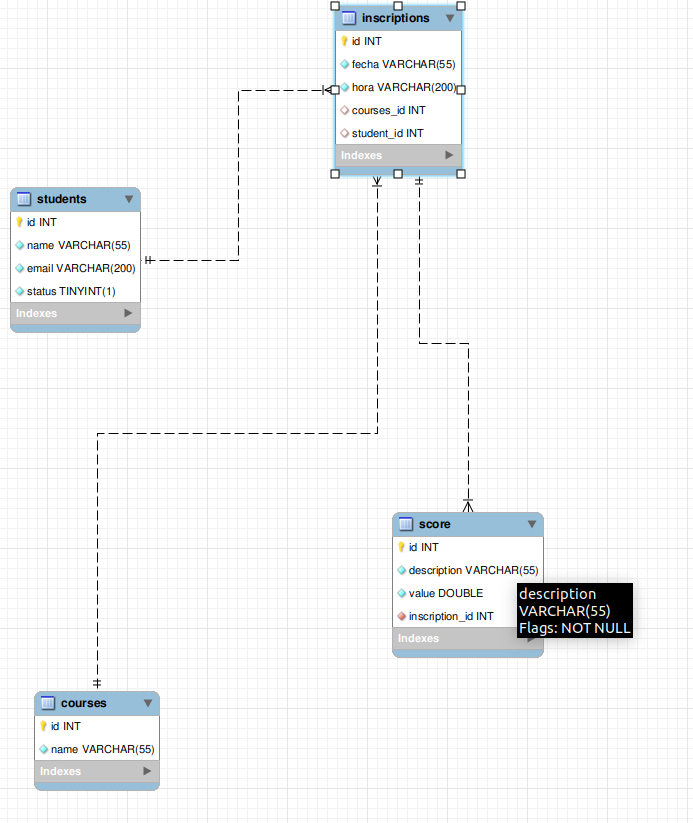 inscriptions
id INT
fecha VARCHAR(55)
hora VARCHAR(200)
courses_id INT
student_id INT
Indexes
students
id INT
name VARCHAR(55)
email VARCHAR(200)
status TINYINT(1)
Indexes
score
id INT
description VARCHAR(55)
value DOUBLE
inscription_id INT
Indexes
description
VARCHAR(55)
Flags: NOT NULL
courses
id INT
name VARCHAR(55)
Indexes